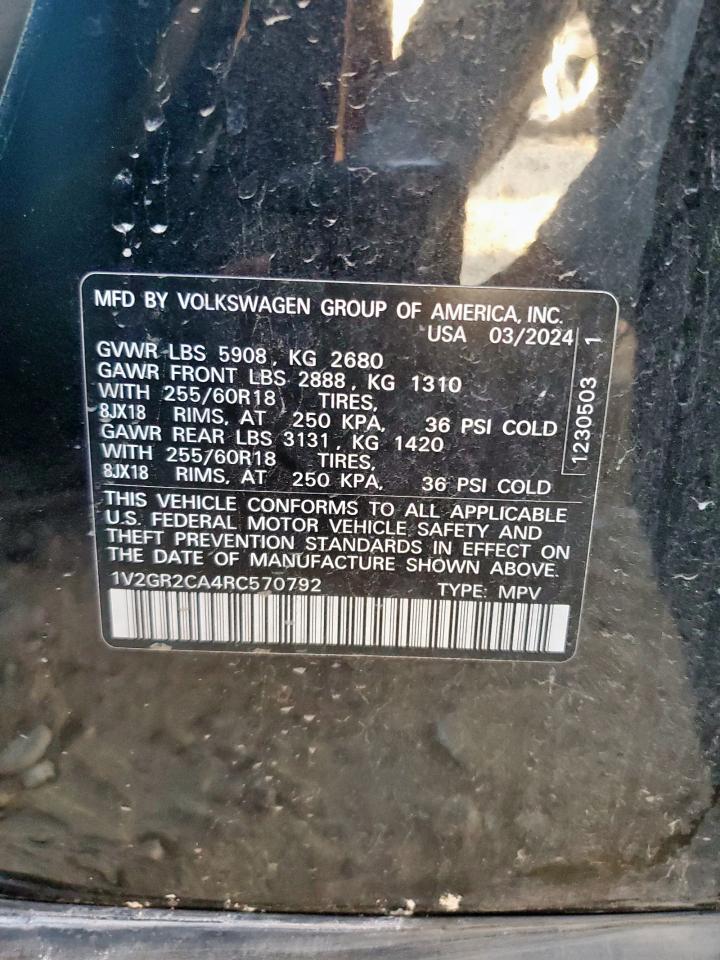 MFD BY VOLKSWAGEN GROUP OF AMERICA, INC.
USA 03/2024
GVWR LBS 5908, KG 2680
GAWR FRONT LBS 2888, KG 1310
WITH 255/60R18 TIRES,
8JX18 RIMS, AT 250 KPA, 36 PSI COLD
GAWR REAR LBS 3131, KG 1420
WITH 255/60R18 TIRES,
8JX18 RIMS, AT 250 KPA, 36 PSI COLD
1230503 1
THIS VEHICLE CONFORMS TO ALL APPLICABLE
U.S. FEDERAL MOTOR VEHICLE SAFETY AND
THEFT PREVENTION STANDARDS IN EFFECT ON
THE DATE OF MANUFACTURE SHOWN ABOVE.
1V2GR2CA4RC570792 TYPE: MPV